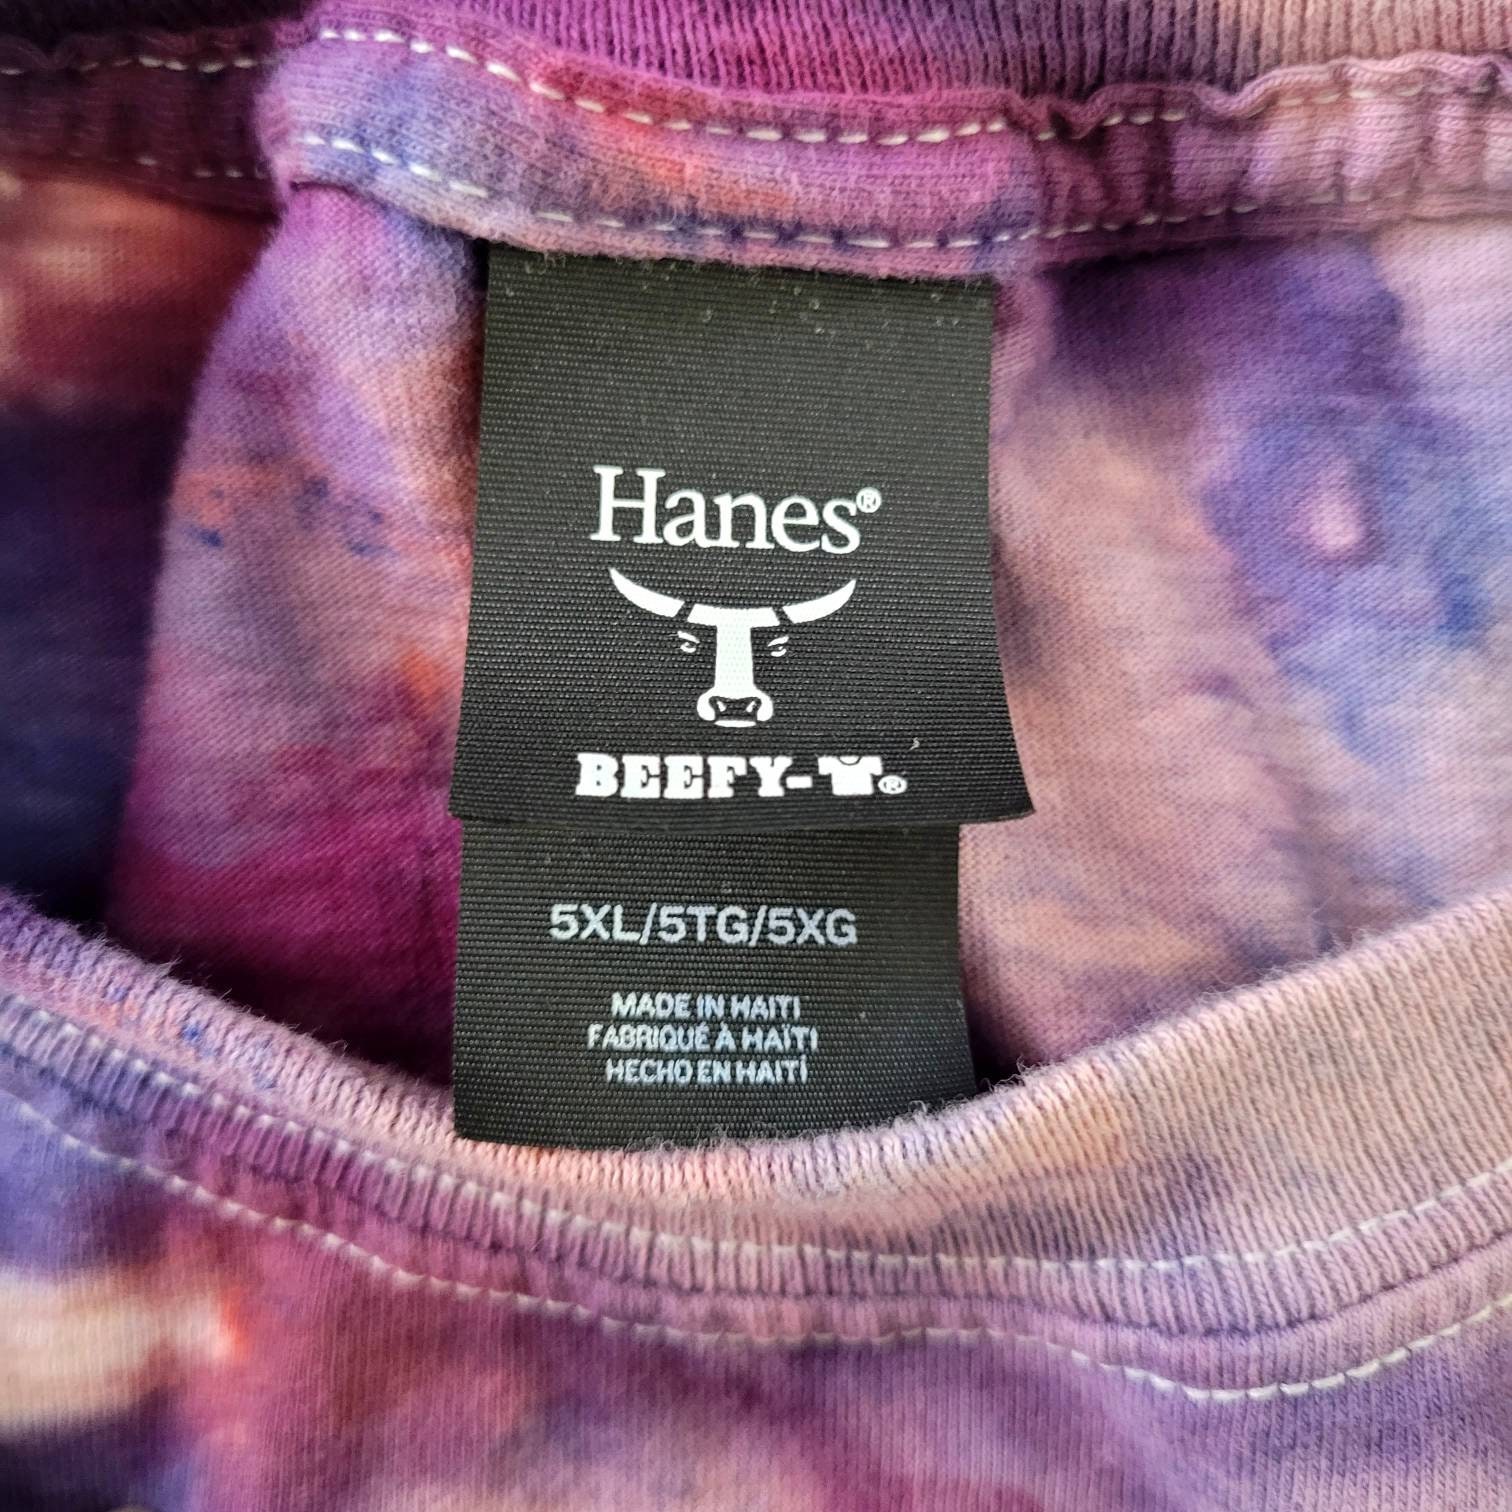 Hanes®
BEEFY-T®
5XL/5TG/5XG
MADE IN HAITI
FABRIQUÉ À HAÏTI
HECHO EN HAITÍ